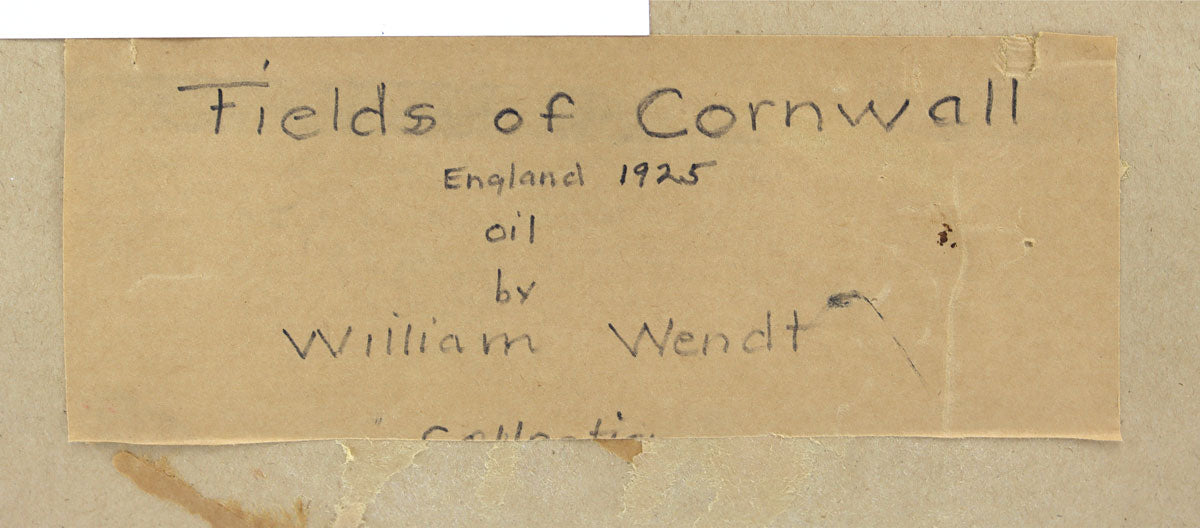 Fields of Cornwall
England 1925
oil
by
William Wendt